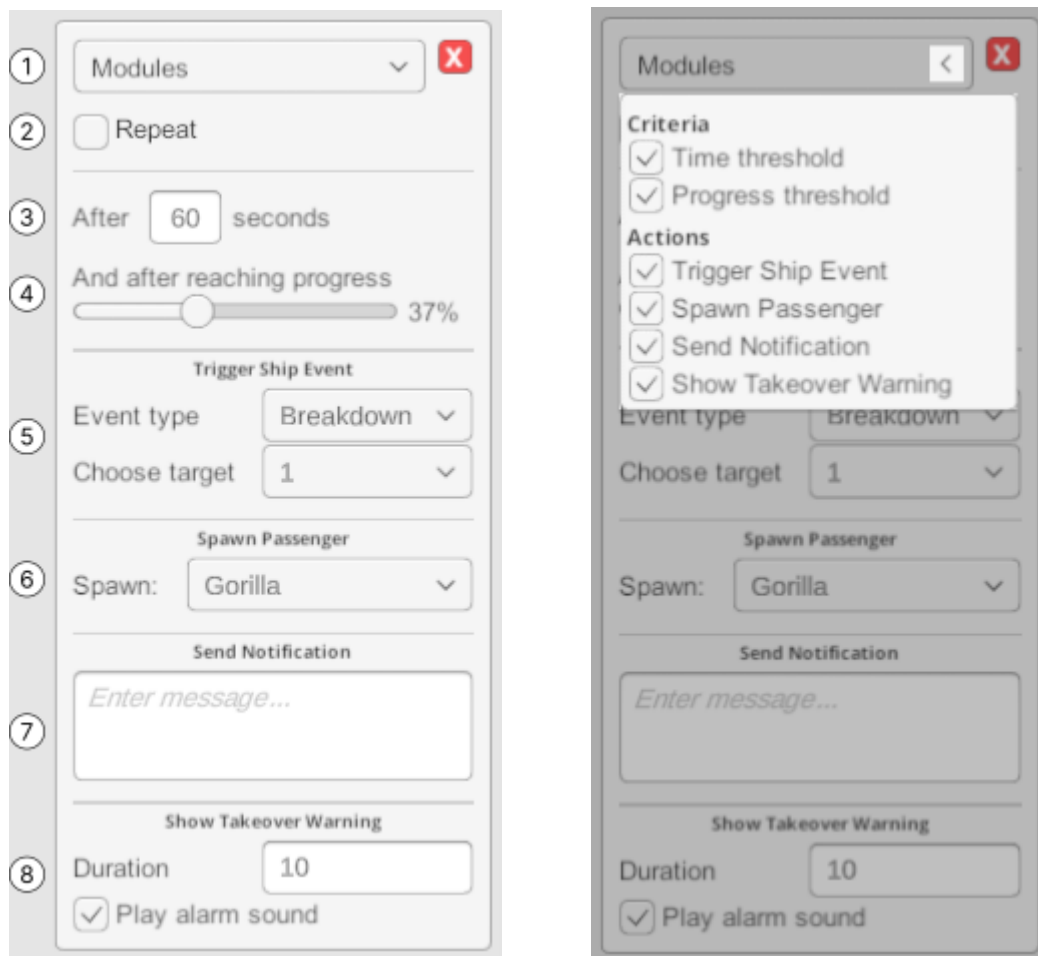 1
Modules
X
2
Repeat
3
After 60 seconds
4
And after reaching progress
37%
Trigger Ship Event
5
Event type Breakdown
Choose target 1
Spawn Passenger
6
Spawn: Gorilla
Send Notification
7
Enter message...
Show Takeover Warning
8
Duration 10
Play alarm sound
Modules
X
Criteria
Time threshold
Progress threshold
Actions
Trigger Ship Event
Spawn Passenger
Send Notification
Show Takeover Warning
Event type Breakdown
Choose target 1
Spawn Passenger
Spawn: Gorilla
Send Notification
Enter message...
Show Takeover Warning
Duration 10
Play alarm sound